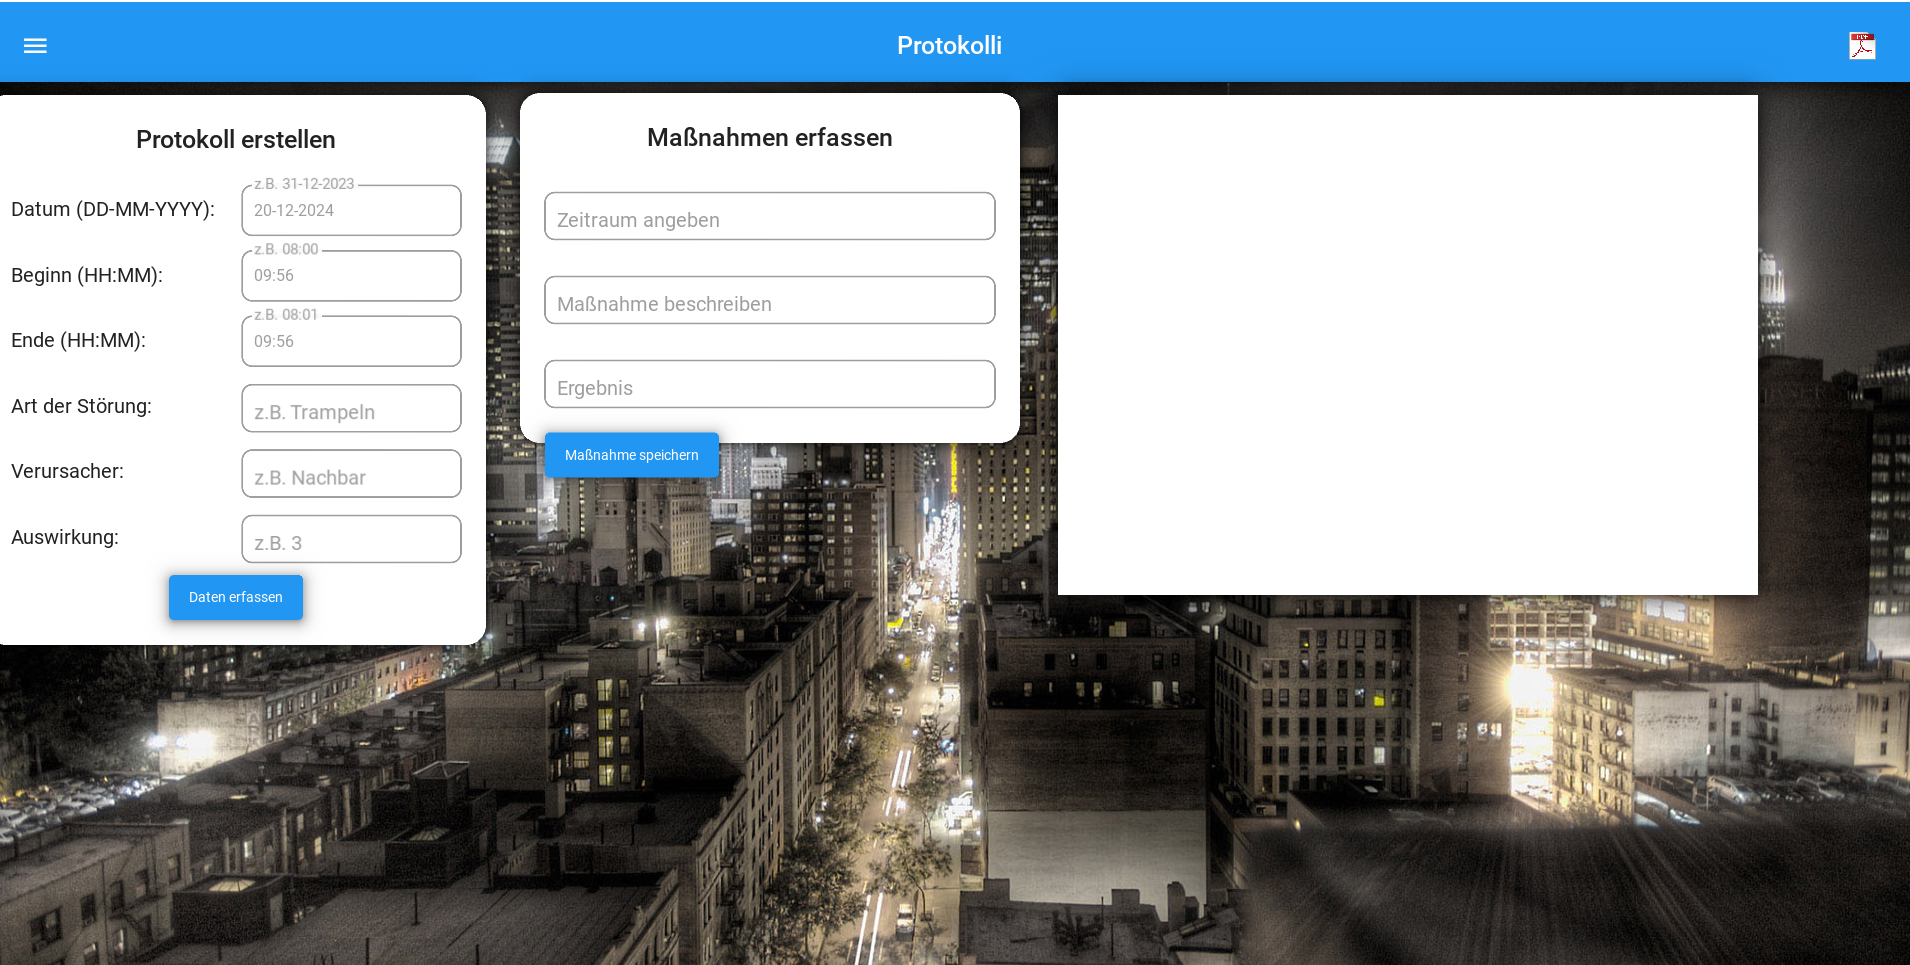 Protokolli
Protokoll erstellen
Datum (DD-MM-YYYY):
z.B. 31-12-2023
20-12-2024
Beginn (HH:MM):
z.B. 08:00
09:56
Ende (HH:MM):
z.B. 08:01
09:56
Art der Störung:
z.B. Trampeln
Verursacher:
z.B. Nachbar
Auswirkung:
z.B. 3
Daten erfassen
Maßnahmen erfassen
Zeitraum angeben
Maßnahme beschreiben
Ergebnis
Maßnahme speichern